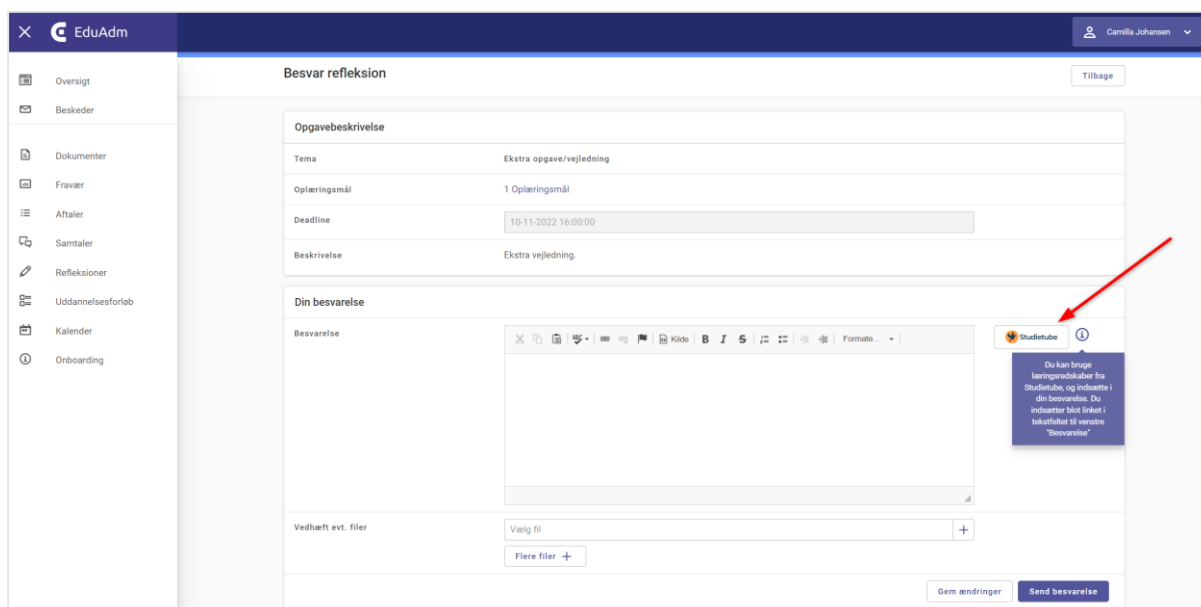 EduAdm
Camilla Johansen
Oversigt
Beskeder
Dokumenter
Fravær
Aftaler
Samtaler
Refleksioner
Uddannelsesforløb
Kalender
Onboarding
Besvar refleksion
Tilbage
Opgavebeskrivelse
Tema
Ekstra opgave/vejledning
Oplæringsmål
1 Oplæringsmål
Deadline
10-11-2022 16:00:00
Beskrivelse
Ekstra vejledning.
Din besvarelse
Besvarelse
Kilde B I S Formate...
Studietube
Du kan bruge
læringsredskaber fra
Studietube, og indsætte i
din besvarelse. Du
indsætter blot linket i
tekstfeltet til venstre
"Besvarelse"
Vedhæft evt. filer
Vælg fil
Flere filer +
Gem ændringer
Send besvarelse